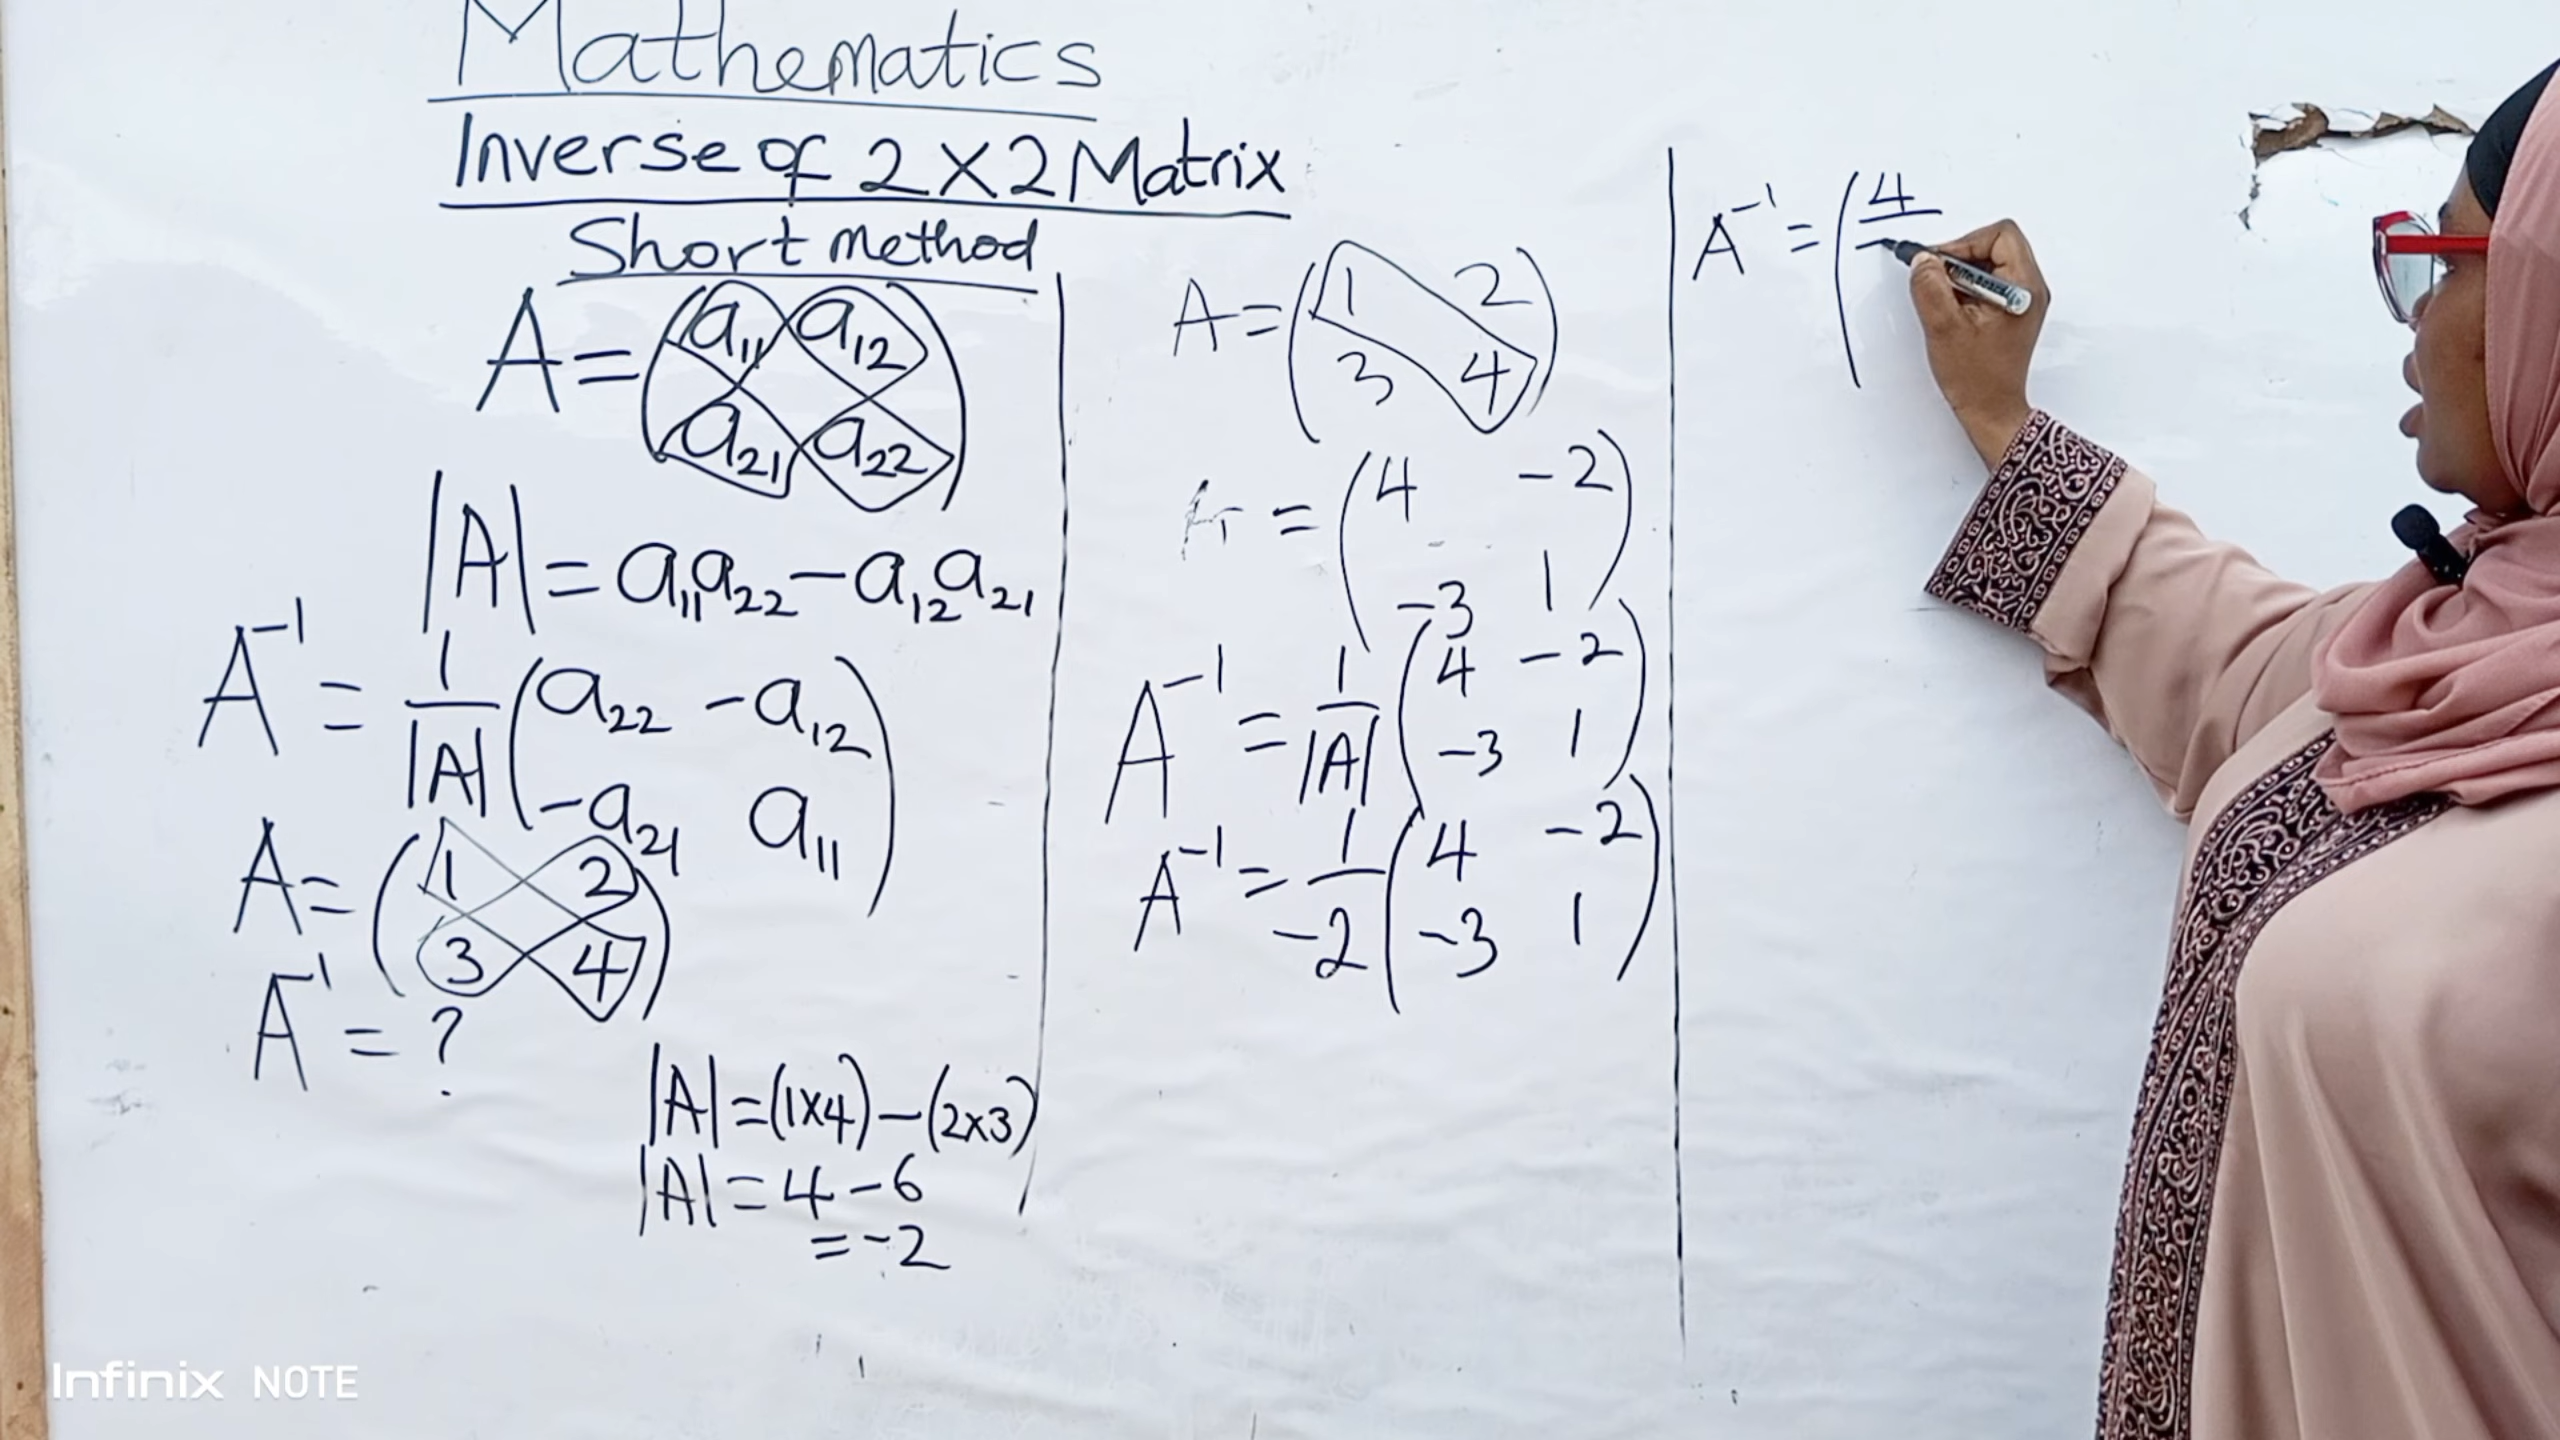 Mathematics
Inverse of 2×2 Matrix
Short method
A = (a₁₁ a₁₂
a₂₁ a₂₂)
|A| = a₁₁a₂₂ − a₁₂a₂₁
A⁻¹ = 1/|A| (a₂₂ −a₁₂
−a₂₁ a₁₁)
A = (1 2
3 4)
A⁻¹ = ?
|A| = (1×4) − (2×3)
|A| = 4 − 6
= −2
A = (1 2
3 4)
= (4 −2
−3 1)
A⁻¹ = 1/|A| (4 −2
−3 1)
A⁻¹ = 1/−2 (4 −2
−3 1)
A⁻¹ = (4/−
Infinix NOTE